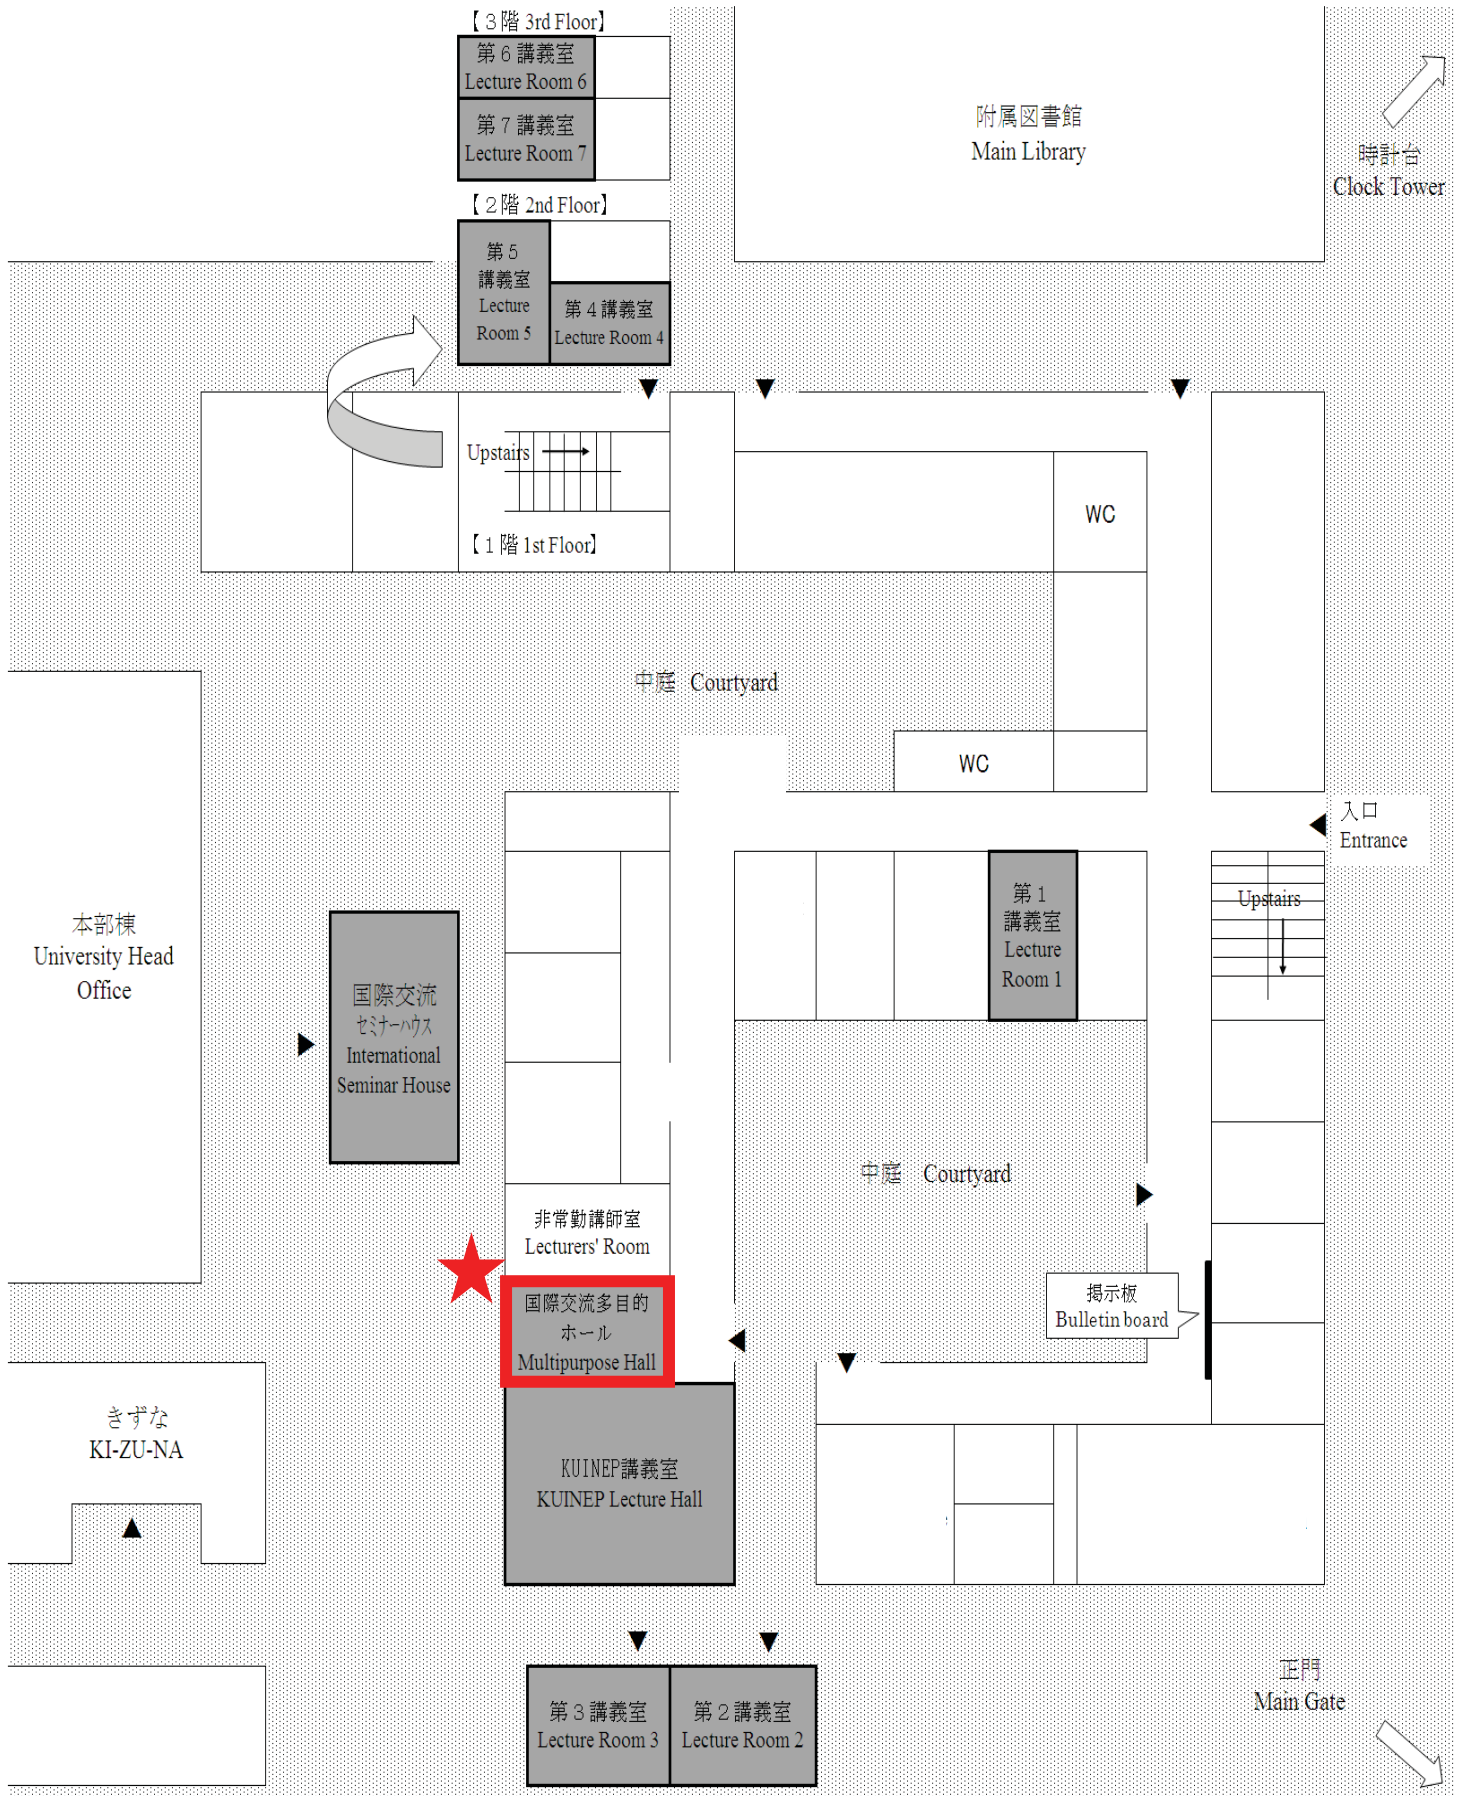 【３階 3rd Floor】
第６講義室
Lecture Room 6
第７講義室
Lecture Room 7
附属図書館
Main Library
時計台
Clock Tower
【２階 2nd Floor】
第５
講義室
Lecture
Room 5
第４講義室
Lecture Room 4
Upstairs
【１階 1st Floor】
WC
中庭 Courtyard
WC
入口
Entrance
第１
講義室
Lecture
Room 1
Upstairs
本部棟
University Head
Office
国際交流
セミナーハウス
International
Seminar House
中庭 Courtyard
非常勤講師室
Lecturers' Room
国際交流多目的
ホール
Multipurpose Hall
掲示板
Bulletin board
きずな
KI-ZU-NA
KUINEP講義室
KUINEP Lecture Hall
正門
Main Gate
第３講義室
Lecture Room 3
第２講義室
Lecture Room 2